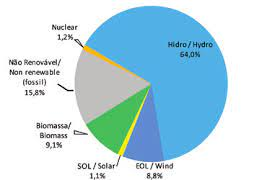 Nuclear
1,2%
Hidro / Hydro
64,0%
Não Renovável/
Non renewable
(fossil)
15,8%
Biomassa/
Biomass
9,1%
SOL / Solar
1,1%
EOL / Wind
8,8%